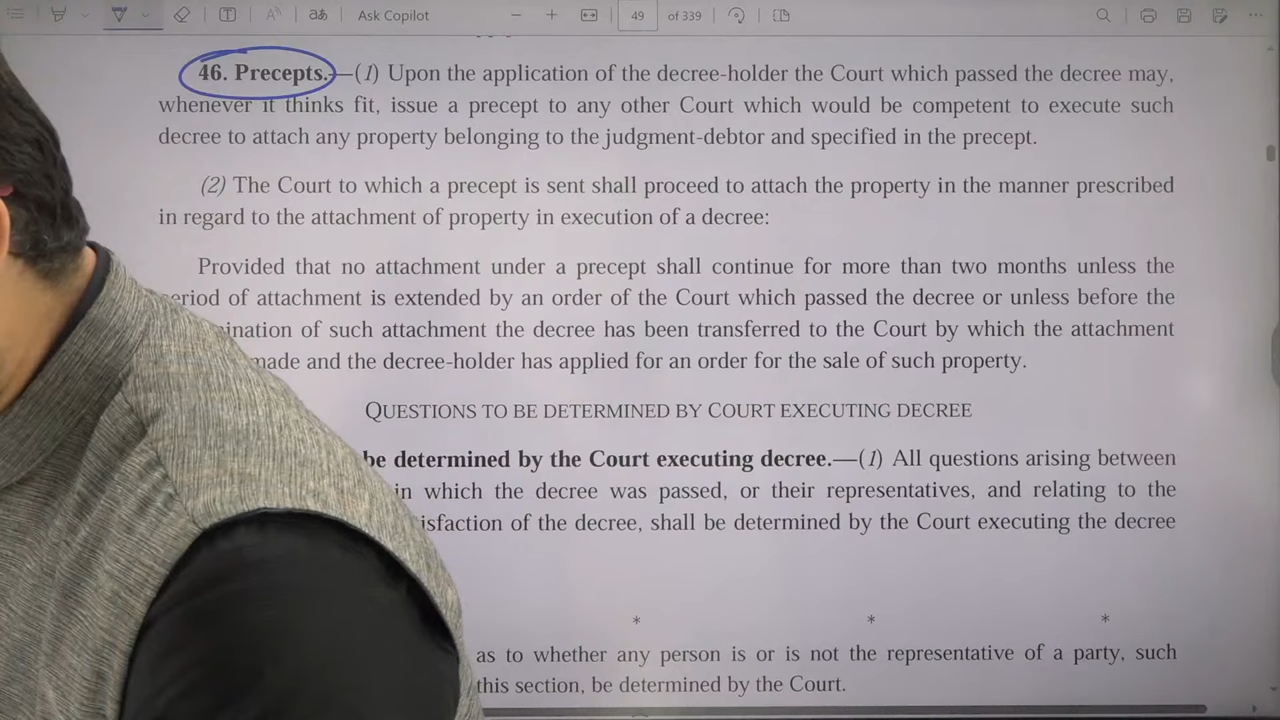 Ask Copilot
49 of 339
46. Precepts.—(1) Upon the application of the decree-holder the Court which passed the decree may,
whenever it thinks fit, issue a precept to any other Court which would be competent to execute such
decree to attach any property belonging to the judgment-debtor and specified in the precept.
(2) The Court to which a precept is sent shall proceed to attach the property in the manner prescribed
in regard to the attachment of property in execution of a decree:
Provided that no attachment under a precept shall continue for more than two months unless the
of attachment is extended by an order of the Court which passed the decree or unless before the
of such attachment the decree has been transferred to the Court by which the attachment
and the decree-holder has applied for an order for the sale of such property.
QUESTIONS TO BE DETERMINED BY COURT EXECUTING DECREE
be determined by the Court executing decree.—(1) All questions arising between
in which the decree was passed, or their representatives, and relating to the
of the decree, shall be determined by the Court executing the decree
* * *
as to whether any person is or is not the representative of a party, such
this section, be determined by the Court.